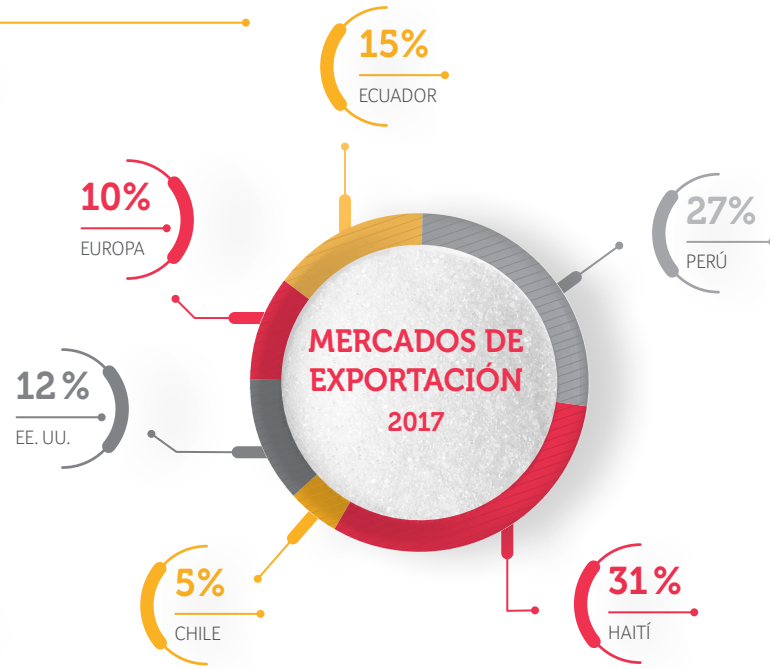 15%
ECUADOR
10%
EUROPA
27%
PERÚ
MERCADOS DE
EXPORTACIÓN
2017
12%
EE. UU.
5%
CHILE
31%
HAITÍ